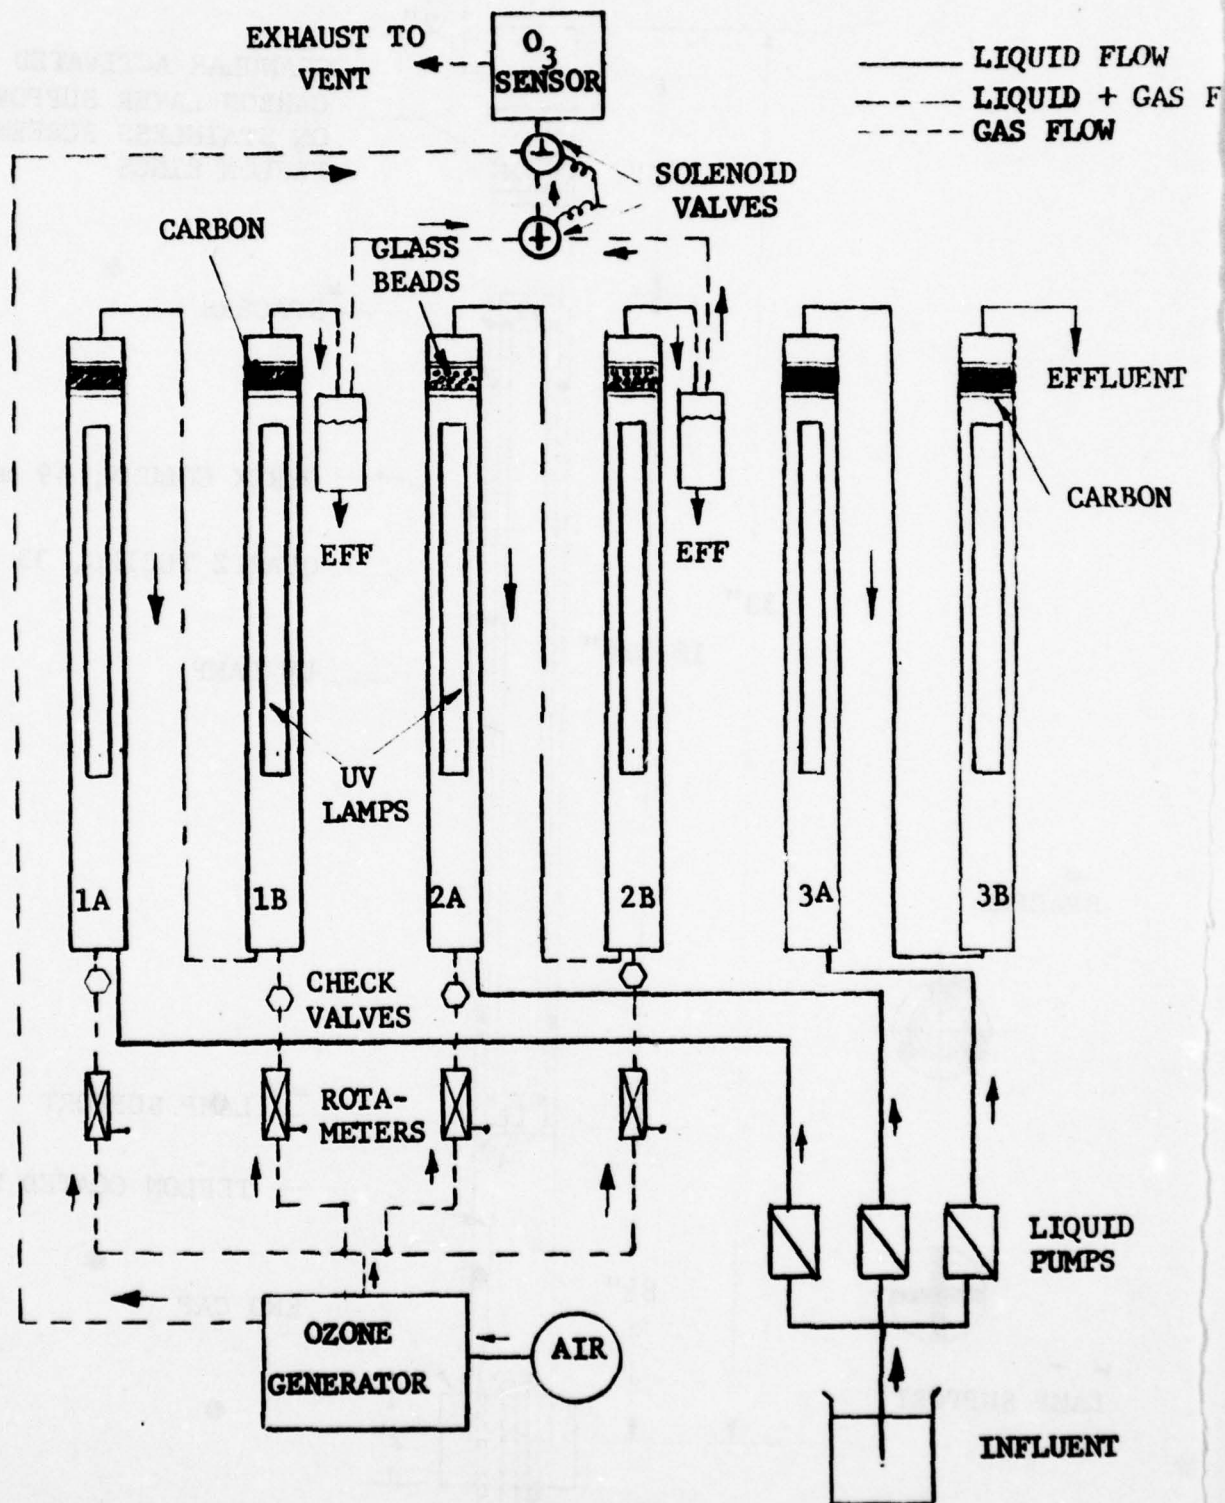 O3
SENSOR
EXHAUST TO
VENT
LIQUID FLOW
LIQUID + GAS F
GAS FLOW
SOLENOID
VALVES
CARBON
GLASS
BEADS
EFFLUENT
CARBON
EFF
EFF
UV
LAMPS
1A
1B
2A
2B
3A
3B
CHECK
VALVES
ROTA-
METERS
LIQUID
PUMPS
OZONE
GENERATOR
AIR
INFLUENT